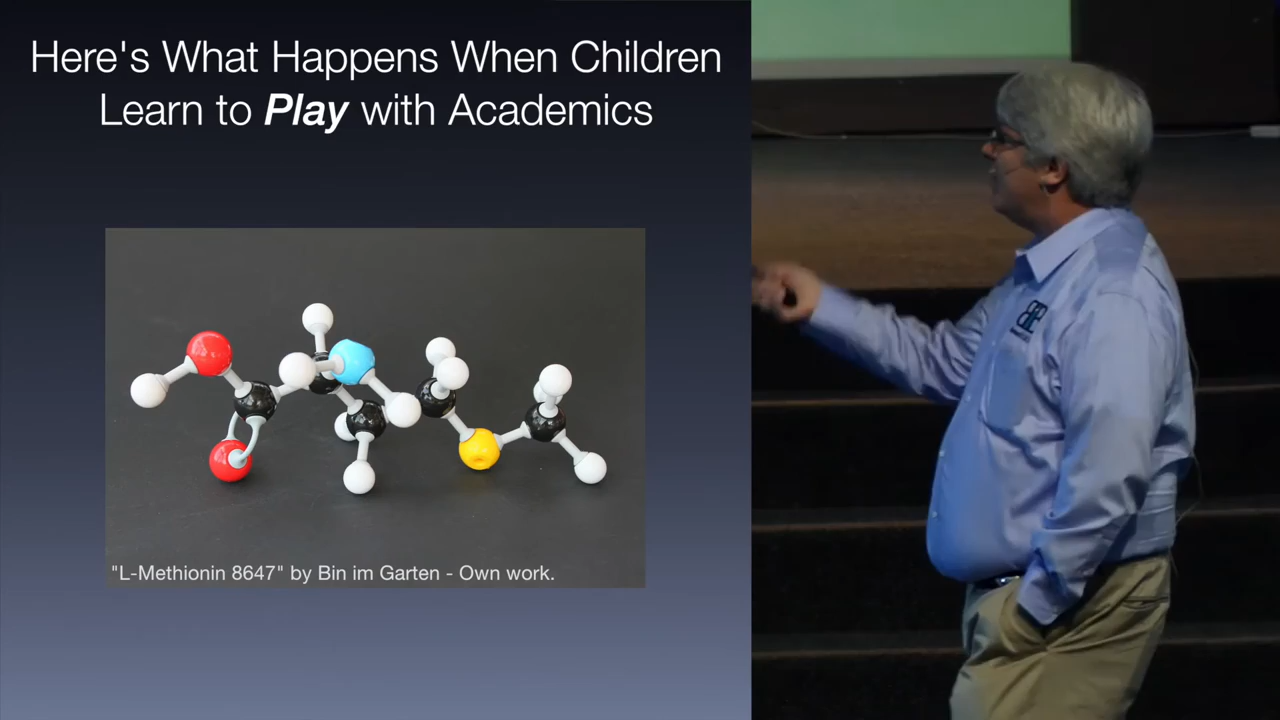 Here's What Happens When Children
Learn to Play with Academics
"L-Methionin 8647" by Bin im Garten - Own work.